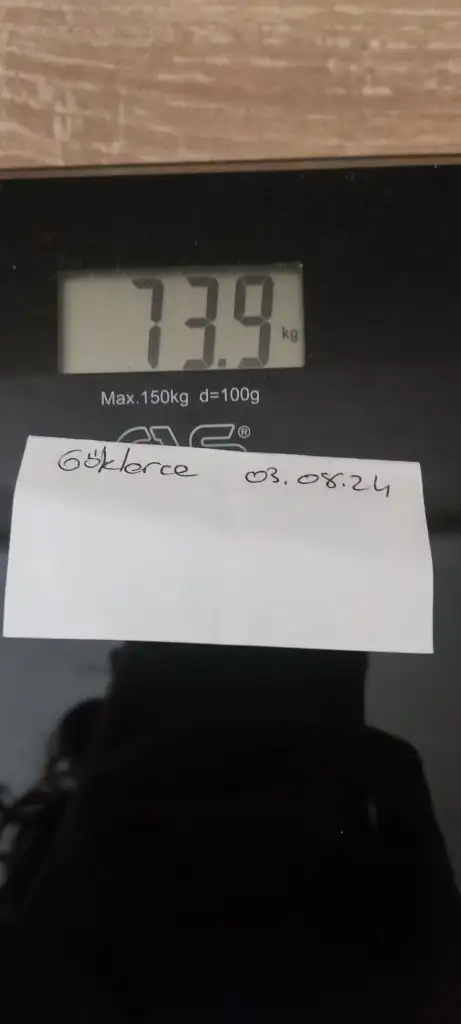 73.9 kg
Max.150kg d=100g
®
Göklerce 03.08.24